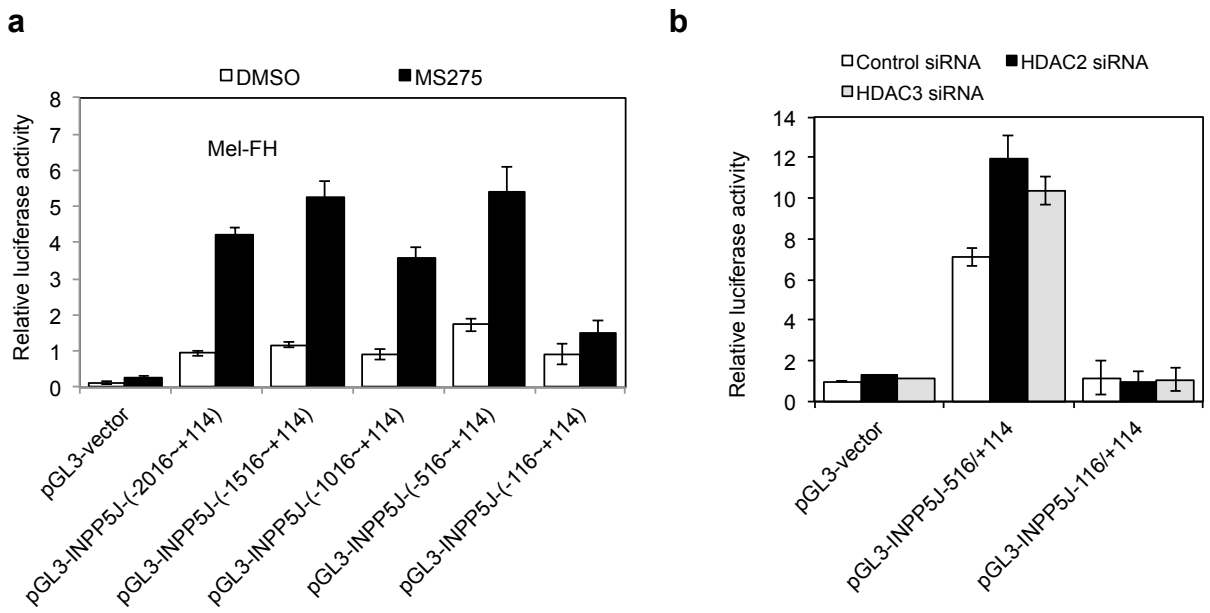 a
DMSO MS275
Relative luciferase activity
8
7
6
5
4
3
2
1
0
Mel-FH
pGL3-vector
pGL3-INPP5J-(-2016~+114)
pGL3-INPP5J-(-1516~+114)
pGL3-INPP5J-(-1016~+114)
pGL3-INPP5J-(-516~+114)
pGL3-INPP5J-(-116~+114)
b
Control siRNA HDAC2 siRNA
HDAC3 siRNA
Relative luciferase activity
14
12
10
8
6
4
2
0
pGL3-vector
pGL3-INPP5J-516/+114
pGL3-INPP5J-116/+114